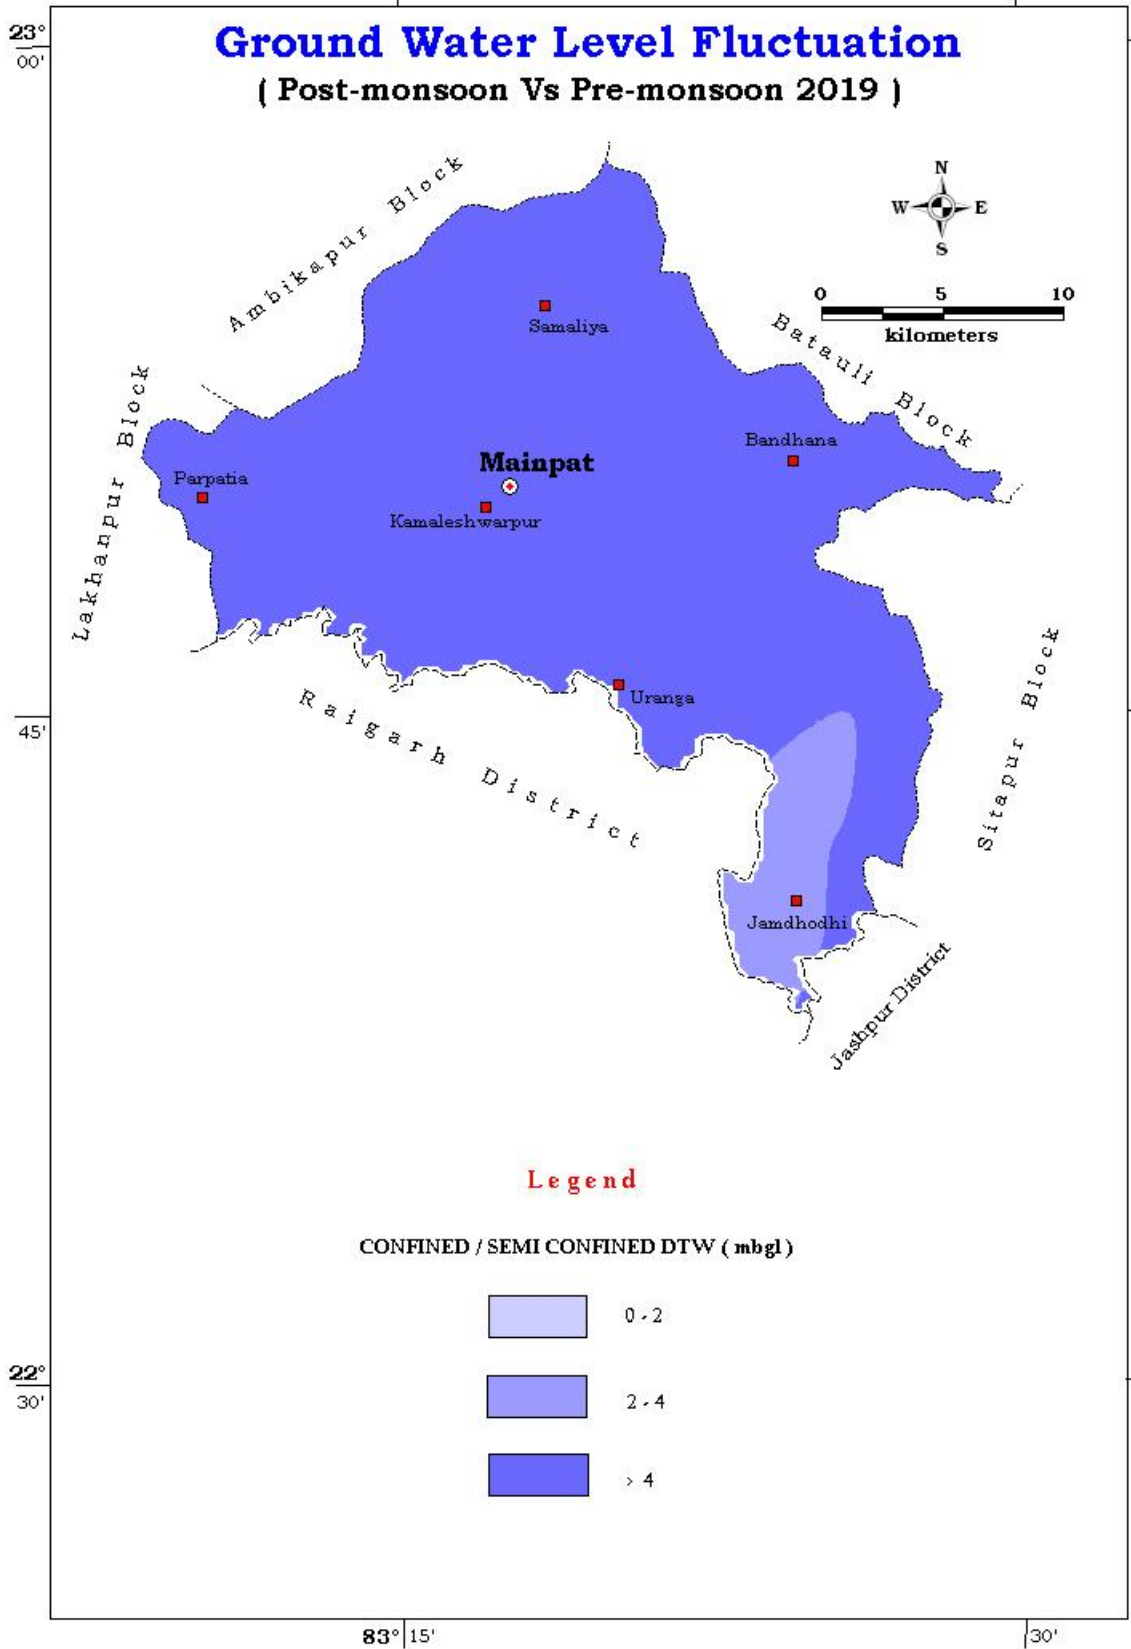 23°
00'
Ground Water Level Fluctuation
( Post-monsoon Vs Pre-monsoon 2019 )
N
W E
S
0 5 10
kilometers
Ambikapur Block
Samaliya
Batauli Block
Lakhanpur Block
Bandhana
Mainpat
Parpatia
Kamaleshwarpur
Sitapur Block
Uranga
Raigarh District
45'
Jamdhodhi
Jashpur District
Legend
CONFINED / SEMI CONFINED DTW ( mbgl )
0 - 2
22°
30'
2 - 4
> 4
83° 15' 30'